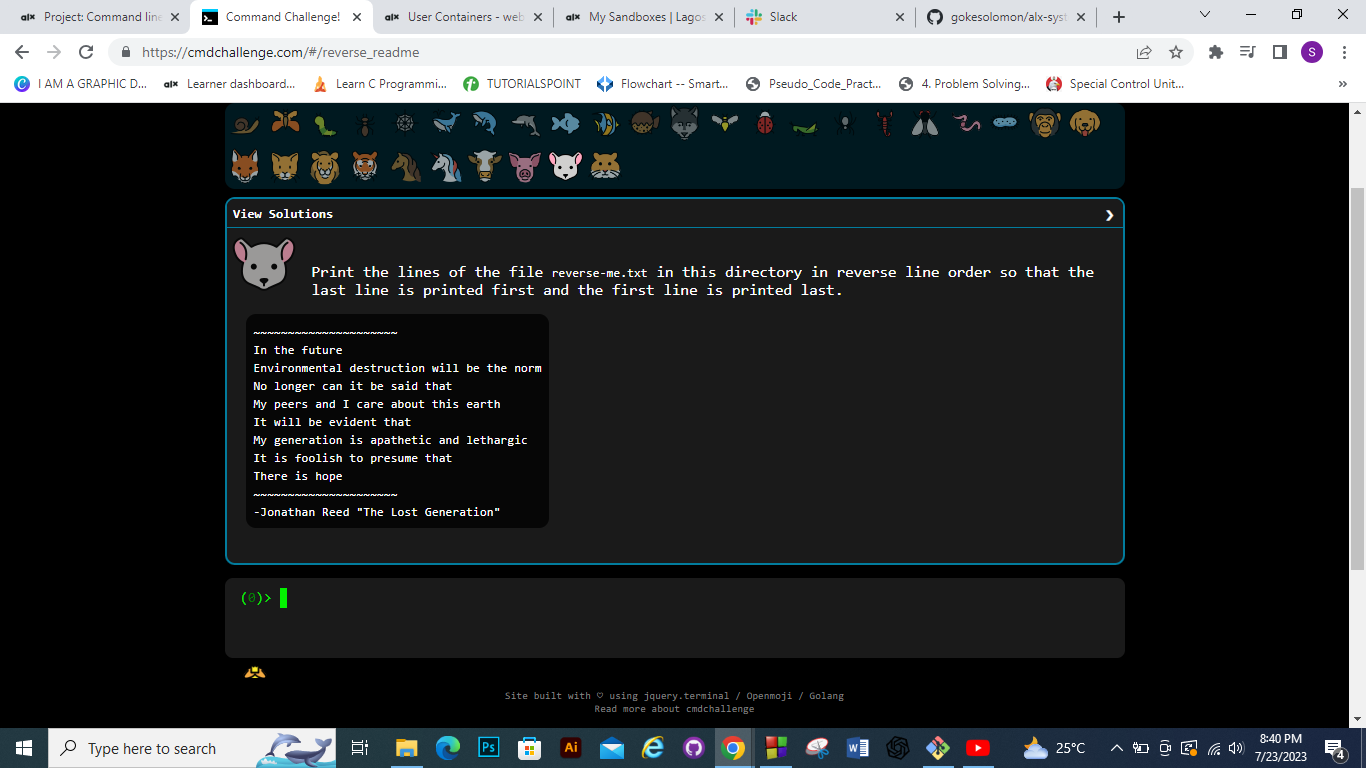 Project: Command line
Command Challenge!
alx User Containers - web
alx My Sandboxes | Lagos
Slack
gokesolomon/alx-syst
https://cmdchallenge.com/#/reverse_readme
S
I AM A GRAPHIC D...
alx Learner dashboard...
Learn C Programmi...
TUTORIALSPOINT
Flowchart -- Smart...
Pseudo_Code_Pract...
4. Problem Solving...
Special Control Unit...
»
View Solutions
Print the lines of the file reverse-me.txt in this directory in reverse line order so that the
last line is printed first and the first line is printed last.
~~~~~~~~~~~~~~~~~~~~~
In the future
Environmental destruction will be the norm
No longer can it be said that
My peers and I care about this earth
It will be evident that
My generation is apathetic and lethargic
It is foolish to presume that
There is hope
~~~~~~~~~~~~~~~~~~~~~
-Jonathan Reed "The Lost Generation"
(0)>
Site built with ♡ using jquery.terminal / Openmoji / Golang
Read more about cmdchallenge
Type here to search
Ps
Ai
25°C
8:40 PM
7/23/2023
4